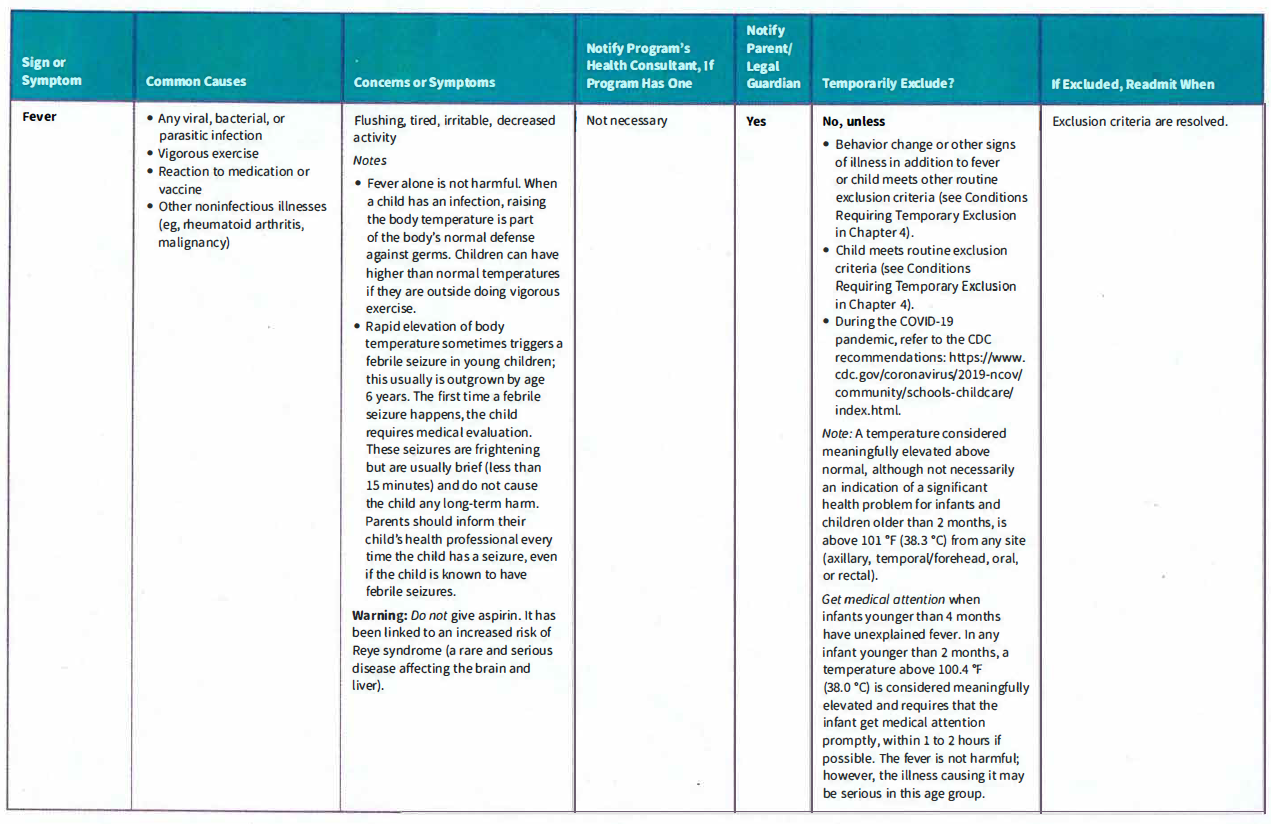 Sign or
Symptom
Common Causes
Concerns or Symptoms
Notify Program's
Health Consultant, If
Program Has One
Notify
Parent/
Legal
Guardian
Temporarily Exclude?
If Excluded, Readmit When
Fever
• Any viral, bacterial, or
parasitic infection
• Vigorous exercise
• Reaction to medication or
vaccine
• Other noninfectious illnesses
(eg, rheumatoid arthritis,
malignancy)
Flushing, tired, irritable, decreased
activity
Notes
• Fever alone is not harmful. When
a child has an infection, raising
the body temperature is part
of the body's normal defense
against germs. Children can have
higher than normal temperatures
if they are outside doing vigorous
exercise.
• Rapid elevation of body
temperature sometimes triggers a
febrile seizure in young children;
this usually is outgrown by age
6 years. The first time a febrile
seizure happens, the child
requires medical evaluation.
These seizures are frightening
but are usually brief (less than
15 minutes) and do not cause
the child any long-term harm.
Parents should inform their
child's health professional every
time the child has a seizure, even
if the child is known to have
febrile seizures.
Warning: Do not give aspirin. It has
been linked to an increased risk of
Reye syndrome (a rare and serious
disease affecting the brain and
liver).
Not necessary
Yes
No, unless
• Behavior change or other signs
of illness in addition to fever
or child meets other routine
exclusion criteria (see Conditions
Requiring Temporary Exclusion
in Chapter 4).
• Child meets routine exclusion
criteria (see Conditions
Requiring Temporary Exclusion
in Chapter 4).
• During the COVID-19
pandemic, refer to the CDC
recommendations: https://www.
cdc.gov/coronavirus/2019-ncov/
community/schools-childcare/
index.html.
Note: A temperature considered
meaningfully elevated above
normal, although not necessarily
an indication of a significant
health problem for infants and
children older than 2 months, is
above 101 °F (38.3 °C) from any site
(axillary, temporal/forehead, oral,
or rectal).
Get medical attention when
infants younger than 4 months
have unexplained fever. In any
infant younger than 2 months, a
temperature above 100.4 °F
(38.0 °C) is considered meaningfully
elevated and requires that the
infant get medical attention
promptly, within 1 to 2 hours if
possible. The fever is not harmful;
however, the illness causing it may
be serious in this age group.
Exclusion criteria are resolved.